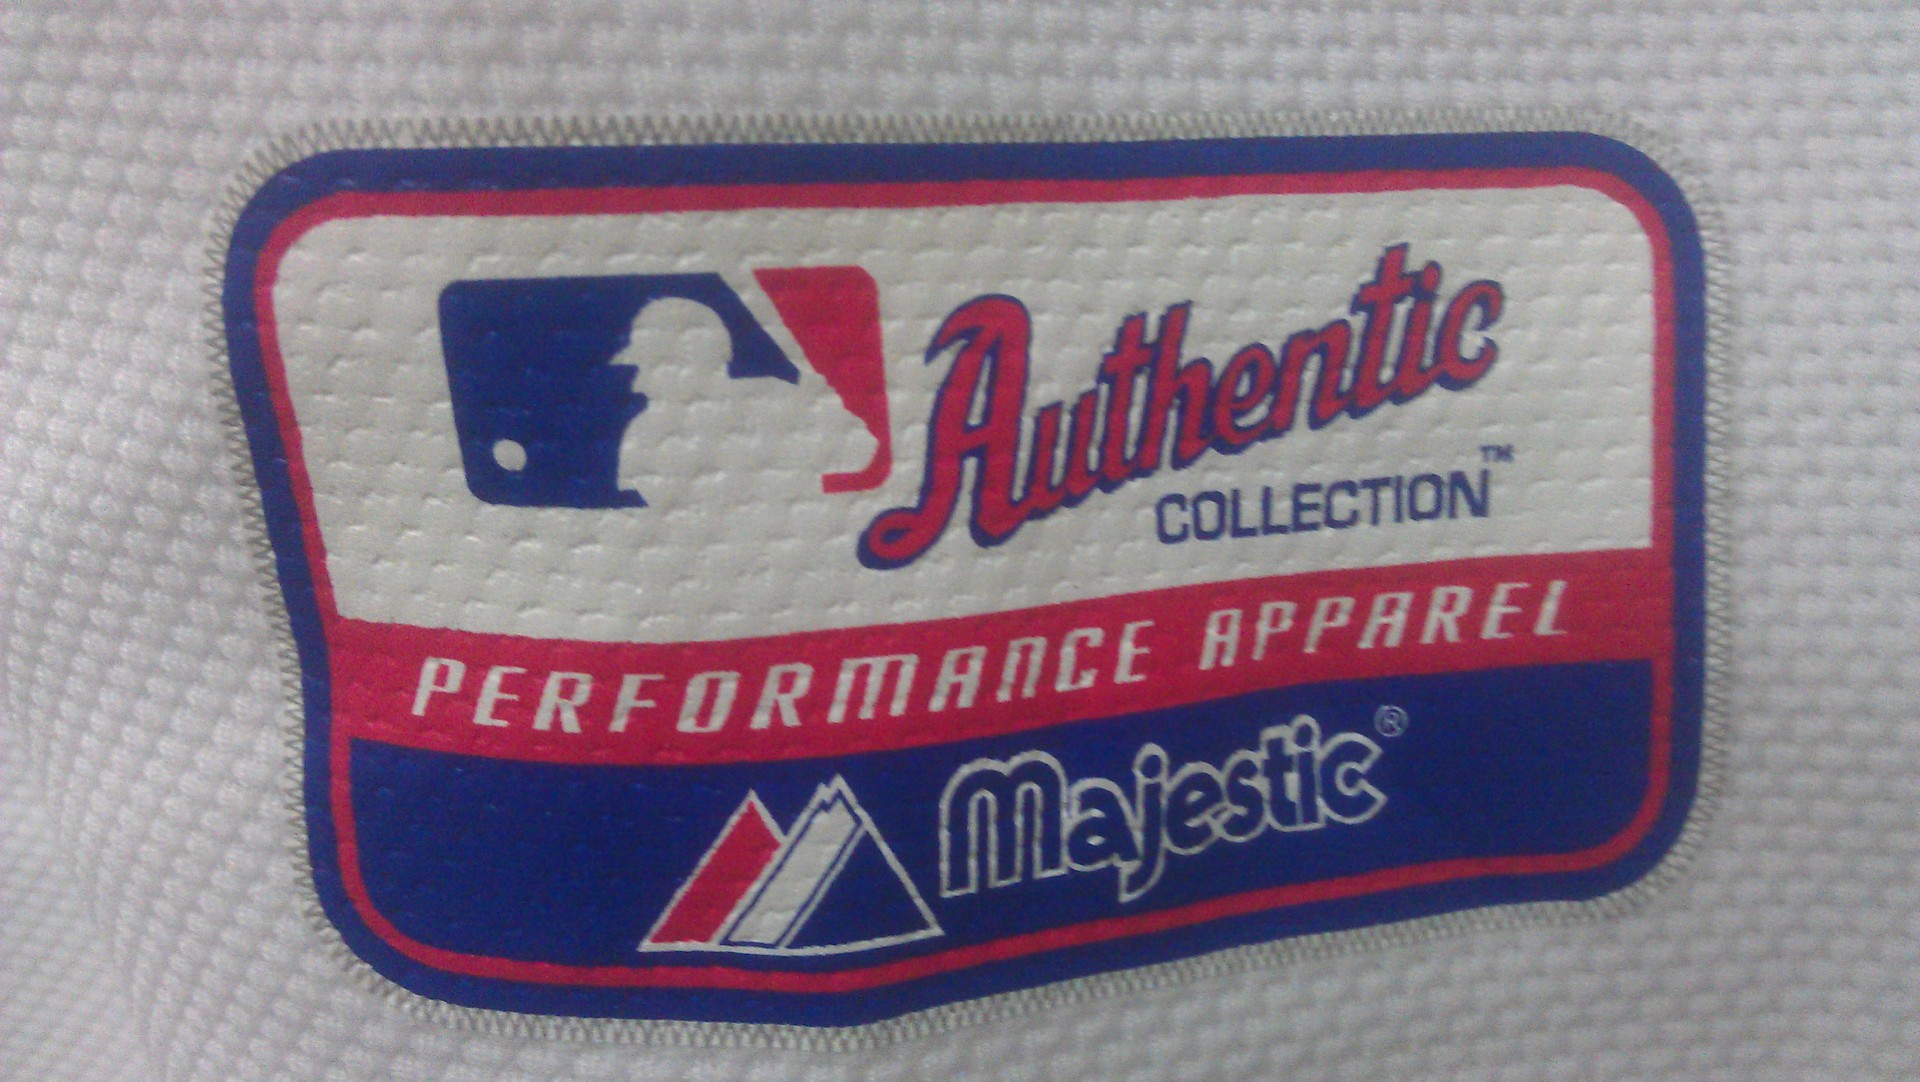 Authentic
COLLECTION™
PERFORMANCE APPAREL
Majestic®